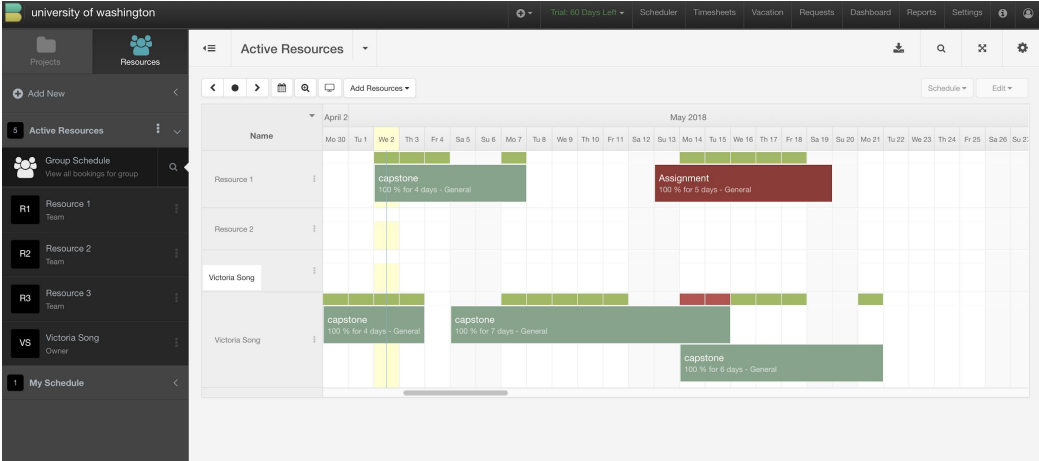 university of washington
Trial: 60 Days Left
Scheduler
Timesheets
Vacation
Requests
Dashboard
Reports
Settings
Projects
Resources
Active Resources
Add New
Add Resources
Schedule
Edit
5 Active Resources
Group Schedule
View all bookings for group
R1 Resource 1
Team
R2 Resource 2
Team
R3 Resource 3
Team
VS Victoria Song
Owner
1 My Schedule
Name
April 2
May 2018
Mo 30 Tu 1 We 2 Th 3 Fr 4 Sa 5 Su 6 Mo 7 Tu 8 We 9 Th 10 Fr 11 Sa 12 Su 13 Mo 14 Tu 15 We 16 Th 17 Fr 18 Sa 19 Su 20 Mo 21 Tu 22 We 23 Th 24 Fri 25 Sa 26 Su 2
Resource 1
capstone
100 % for 4 days - General
Assignment
100 % for 5 days - General
Resource 2
Victoria Song
Victoria Song
capstone
100 % for 4 days - General
capstone
100 % for 7 days - General
capstone
100 % for 6 days - General